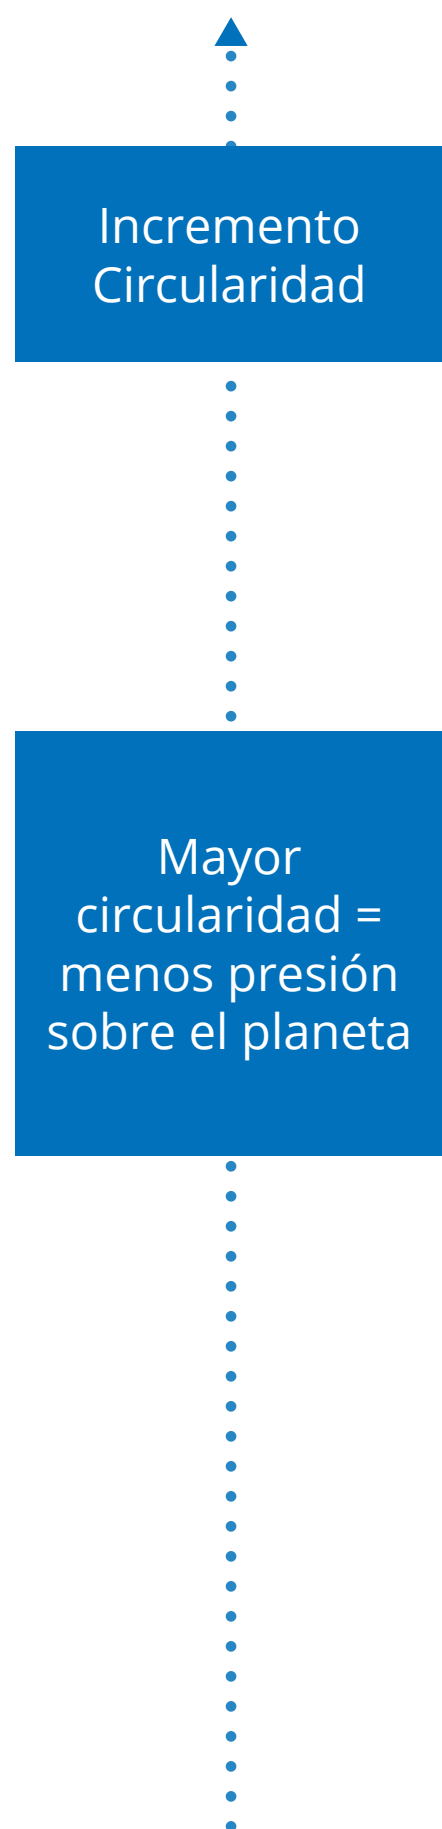 Incremento
Circularidad
Mayor
circularidad =
menos presión
sobre el planeta